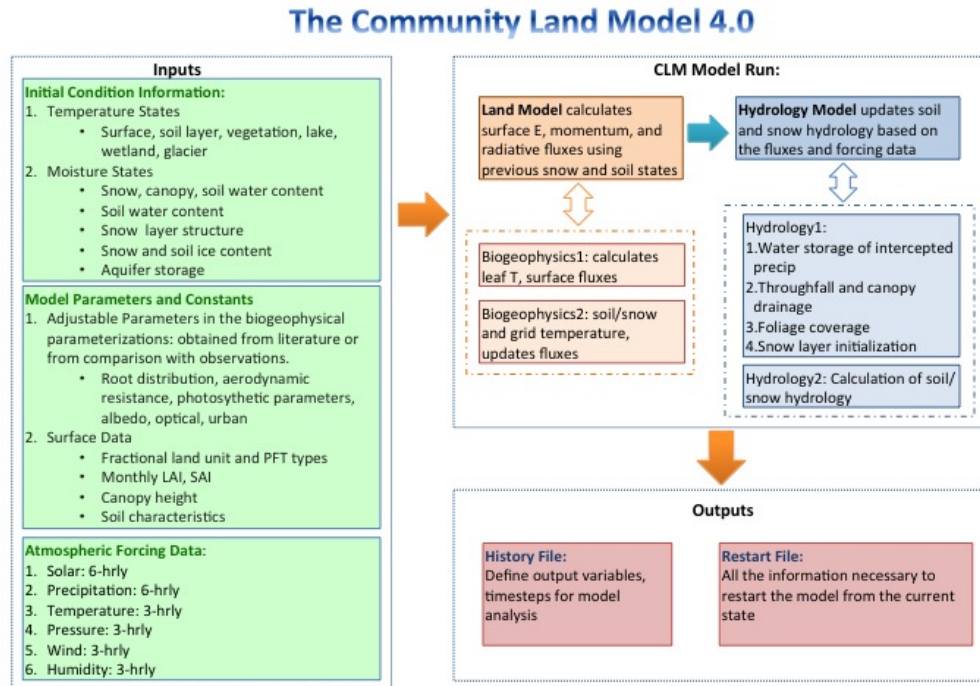 The Community Land Model 4.0
Inputs
Initial Condition Information:
1. Temperature States
• Surface, soil layer, vegetation, lake,
wetland, glacier
2. Moisture States
• Snow, canopy, soil water content
• Soil water content
• Snow layer structure
• Snow and soil ice content
• Aquifer storage
Model Parameters and Constants
1. Adjustable Parameters in the biogeophysical
parameterizations: obtained from literature or
from comparison with observations.
• Root distribution, aerodynamic
resistance, photosythetic parameters,
albedo, optical, urban
2. Surface Data
• Fractional land unit and PFT types
• Monthly LAI, SAI
• Canopy height
• Soil characteristics
Atmospheric Forcing Data:
1. Solar: 6-hrly
2. Precipitation: 6-hrly
3. Temperature: 3-hrly
4. Pressure: 3-hrly
5. Wind: 3-hrly
6. Humidity: 3-hrly
CLM Model Run:
Land Model calculates
surface E, momentum, and
radiative fluxes using
previous snow and soil states
Hydrology Model updates soil
and snow hydrology based on
the fluxes and forcing data
Biogeophysics1: calculates
leaf T, surface fluxes
Biogeophysics2: soil/snow
and grid temperature,
updates fluxes
Hydrology1:
1.Water storage of intercepted
precip
2.Throughfall and canopy
drainage
3.Foliage coverage
4.Snow layer initialization
Hydrology2: Calculation of soil/
snow hydrology
Outputs
History File:
Define output variables,
timesteps for model
analysis
Restart File:
All the information necessary to
restart the model from the current
state